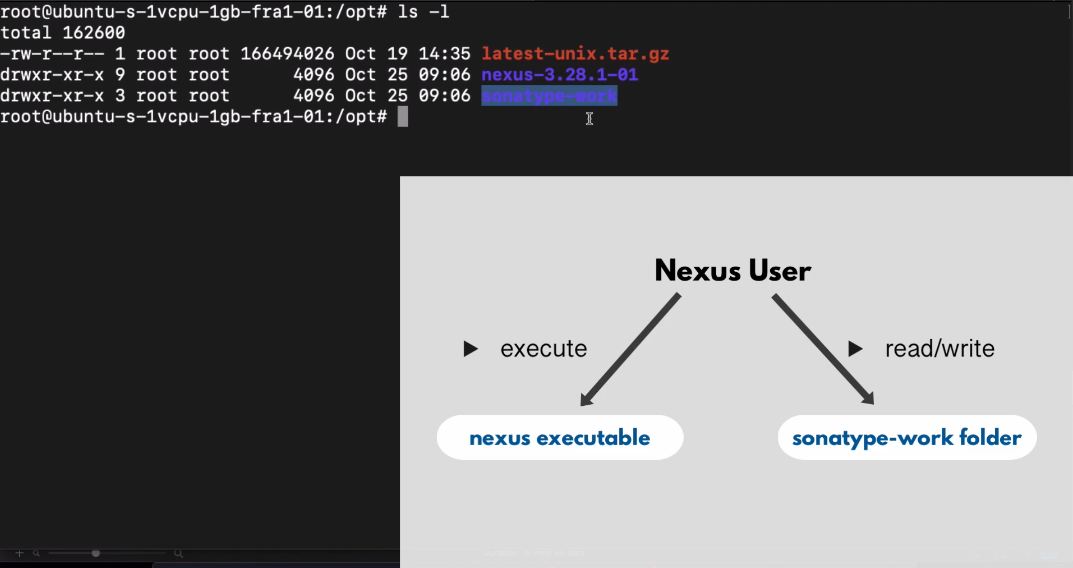 root@ubuntu-s-1vcpu-1gb-fra1-01:/opt# ls -l
total 162600
-rw-r--r-- 1 root root 166494026 Oct 19 14:35 latest-unix.tar.gz
drwxr-xr-x 9 root root      4096 Oct 25 09:06 nexus-3.28.1-01
drwxr-xr-x 3 root root      4096 Oct 25 09:06 sonatype-work
root@ubuntu-s-1vcpu-1gb-fra1-01:/opt#
Nexus User
execute
read/write
nexus executable
sonatype-work folder